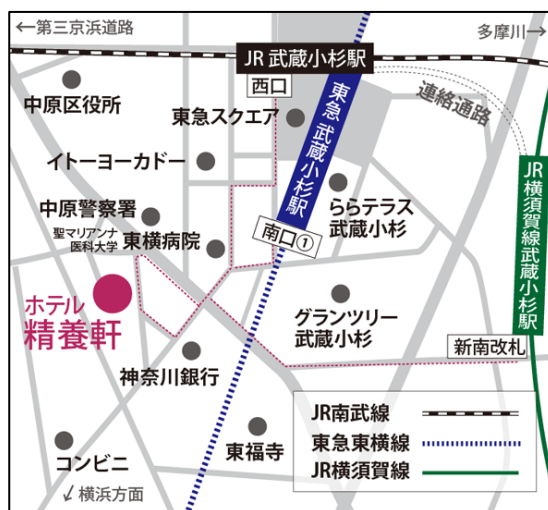 ←第三京浜道路
多摩川→
JR 武蔵小杉駅
西口
中原区役所
東急スクエア
連絡通路
東急 武蔵小杉駅
イトーヨーカドー
JR横須賀線武蔵小杉駅
中原警察署
ららテラス
武蔵小杉
聖マリアンナ
医科大学
東横病院
南口①
ホテル
精養軒
グランツリー
武蔵小杉
新南改札
神奈川銀行
JR南武線
東急東横線
JR横須賀線
東福寺
コンビニ
↙横浜方面